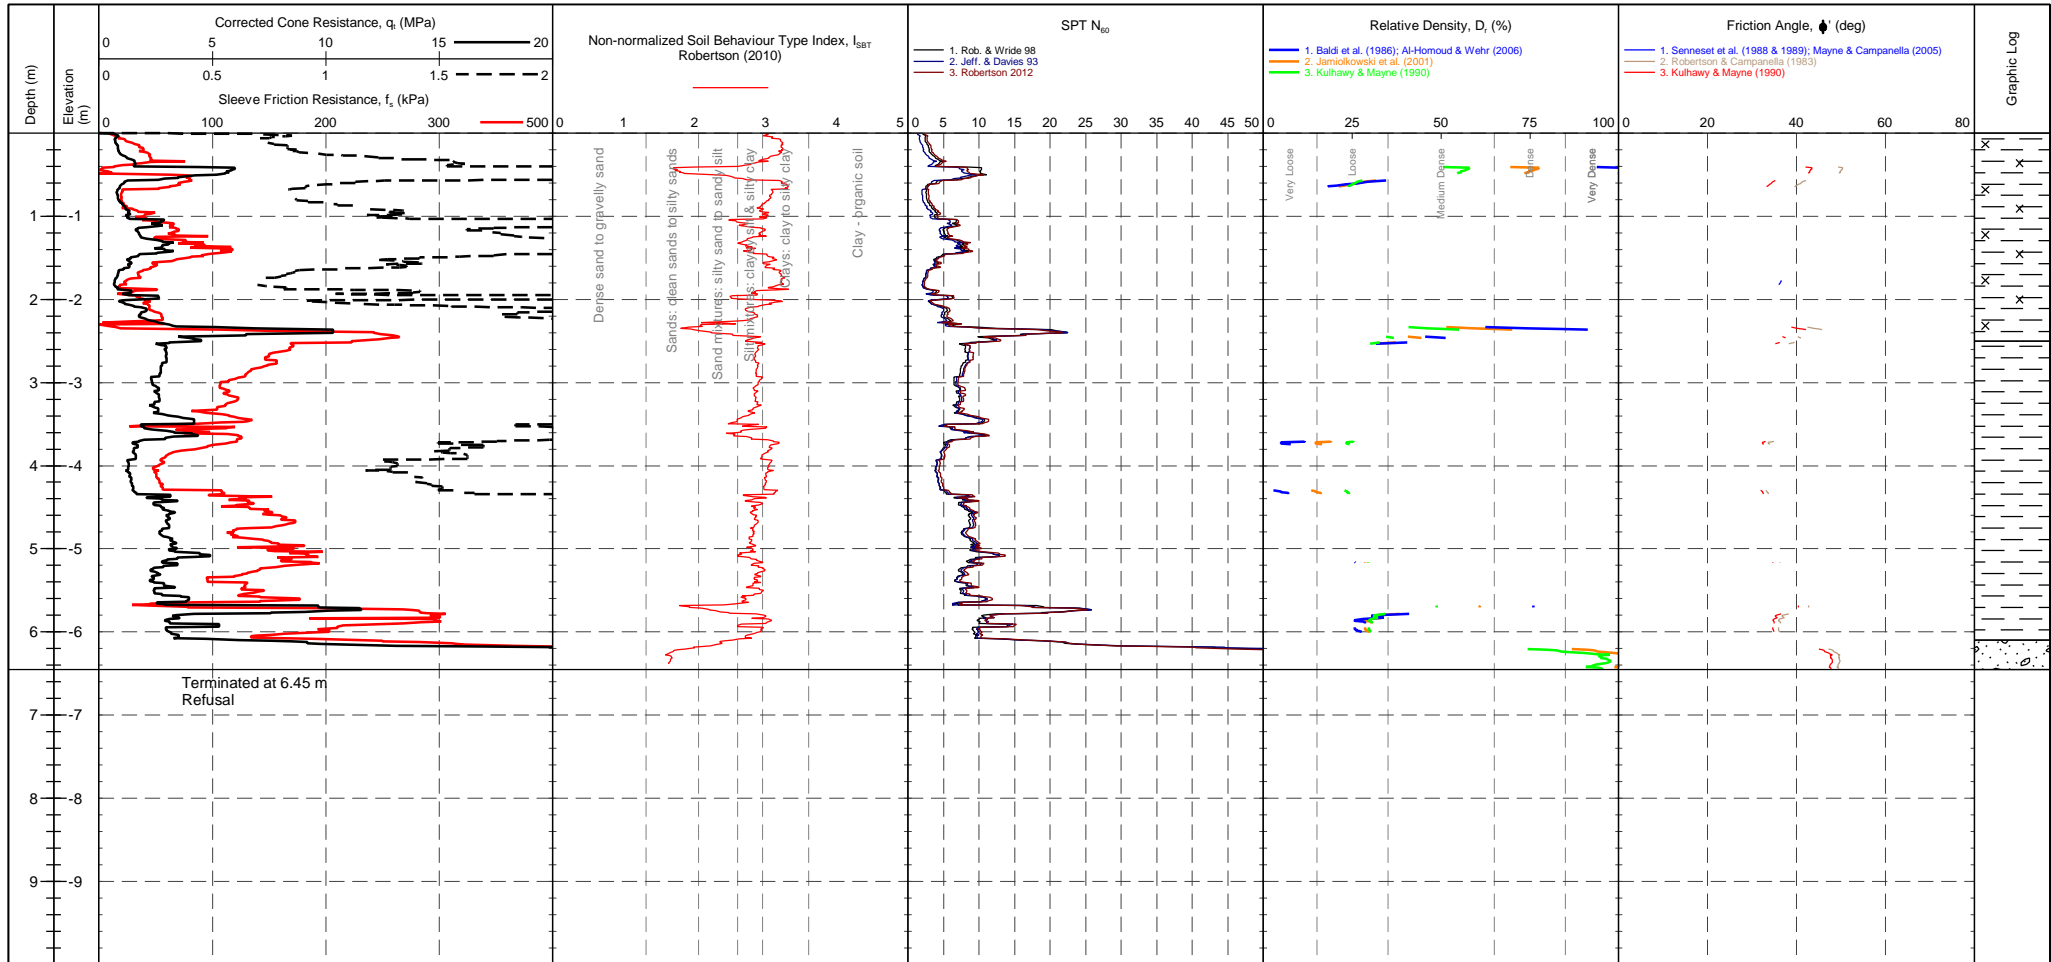 Depth (m)
Elevation (m)
Corrected Cone Resistance, qt (MPa)
0 5 10 15 20
0 0.5 1 1.5 2
Sleeve Friction Resistance, fs (kPa)
0 100 200 300 500
Non-normalized Soil Behaviour Type Index, ISBT
Robertson (2010)
0 1 2 3 4 5
SPT N60
1. Rob. & Wride 98
2. Jeff. & Davies 93
3. Robertson 2012
0 5 10 15 20 25 30 35 40 45 50
Relative Density, Dr (%)
1. Baldi et al. (1986); Al-Homoud & Wehr (2006)
2. Jamiolkowski et al. (2001)
3. Kulhawy & Mayne (1990)
0 25 50 75 100
Friction Angle, ϕ' (deg)
1. Senneset et al. (1988 & 1989); Mayne & Campanella (2005)
2. Robertson & Campanella (1983)
3. Kulhawy & Mayne (1990)
0 20 40 60 80
Graphic Log
Dense sand to gravelly sand
Sands: clean sands to silty sands
Sand mixtures: silty sand to sandy silt
Silt mixtures: clayey silt & silty clay
Clays: clay to silty clay
Clay - organic soil
Very Loose
Loose
Medium Dense
Dense
Very Dense
1 -1
2 -2
3 -3
4 -4
5 -5
6 -6
Terminated at 6.45 m
Refusal
7 -7
8 -8
9 -9